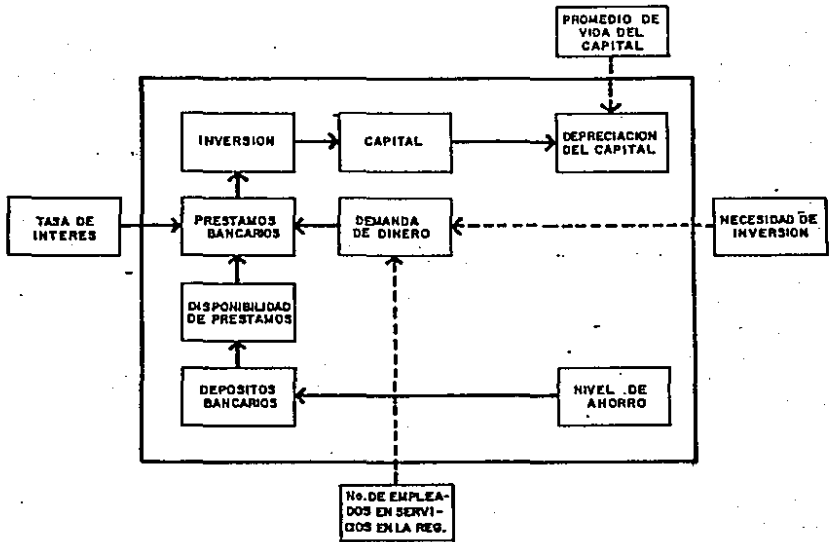 PROMEDIO DE
VIDA DEL
CAPITAL
INVERSION
CAPITAL
DEPRECIACION
DEL CAPITAL
TASA DE
INTERES
PRESTAMOS
BANCARIOS
DEMANDA
DE DINERO
NECESIDAD DE
INVERSION
DISPONIBILIDAD
DE PRESTAMOS
DEPOSITOS
BANCARIOS
NIVEL DE
AHORRO
No. DE EMPLEA-
DOS EN SERVI-
CIOS EN LA REG.